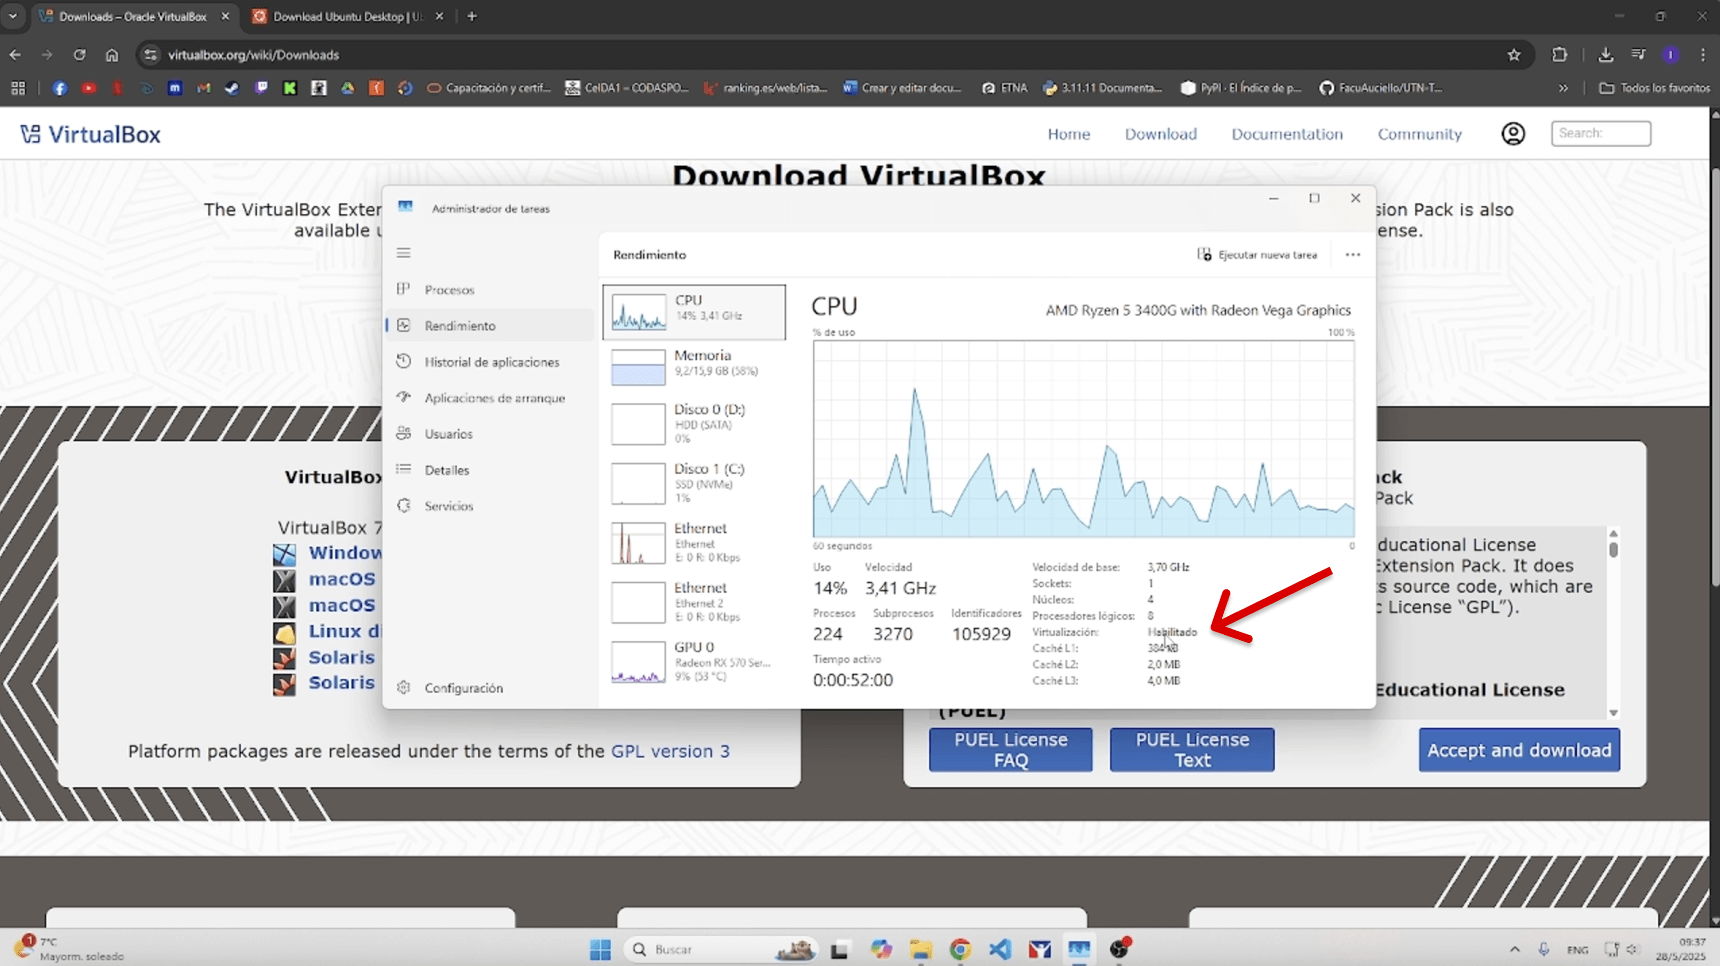 Downloads – Oracle VirtualBox
Download Ubuntu Desktop | U
virtualbox.org/wiki/Downloads
Capacitación y certif...
CeIDA1 = CODASPO...
ranking.es/web/lista...
Crear y editar docu...
ETNA
3.11.11 Documenta...
PyPI · El Índice de p...
FacuAuciello/UTN-T...
Todos los favoritos
VirtualBox
Home
Download
Documentation
Community
Search:
Download VirtualBox
The VirtualBox Exten
sion Pack is also
available u
ense.
Administrador de tareas
Rendimiento
Ejecutar nueva tarea
Procesos
Rendimiento
Historial de aplicaciones
Aplicaciones de arranque
Usuarios
Detalles
Servicios
Configuración
CPU
14% 3,41 GHz
Memoria
9,2/15,9 GB (58%)
Disco 0 (D:)
HDD (SATA)
0%
Disco 1 (C:)
SSD (NVMe)
1%
Ethernet
Ethernet
E: 0 R: 0 Kbps
Ethernet
Ethernet 2
E: 0 R: 0 Kbps
GPU 0
Radeon RX 570 Ser...
9% (53 °C)
CPU
AMD Ryzen 5 3400G with Radeon Vega Graphics
% de uso
100 %
60 segundos
0
Uso
Velocidad
14%
3,41 GHz
Procesos
Subprocesos
Identificadores
224
3270
105929
Tiempo activo
0:00:52:00
Velocidad de base: 3,70 GHz
Sockets: 1
Núcleos: 4
Procesadores lógicos: 8
Virtualización: Habilitado
Caché L1: 384 kB
Caché L2: 2,0 MB
Caché L3: 4,0 MB
VirtualBox
VirtualBox 7
Window
macOS
macOS
Linux di
Solaris
Solaris
Platform packages are released under the terms of the GPL version 3
ck
Pack
ducational License
Extension Pack. It does
s source code, which are
c License “GPL”).
Educational License
(PUEL)
PUEL License
FAQ
PUEL License
Text
Accept and download
1
7°C
Mayorm. soleado
Buscar
ENG
09:37
28/5/2025